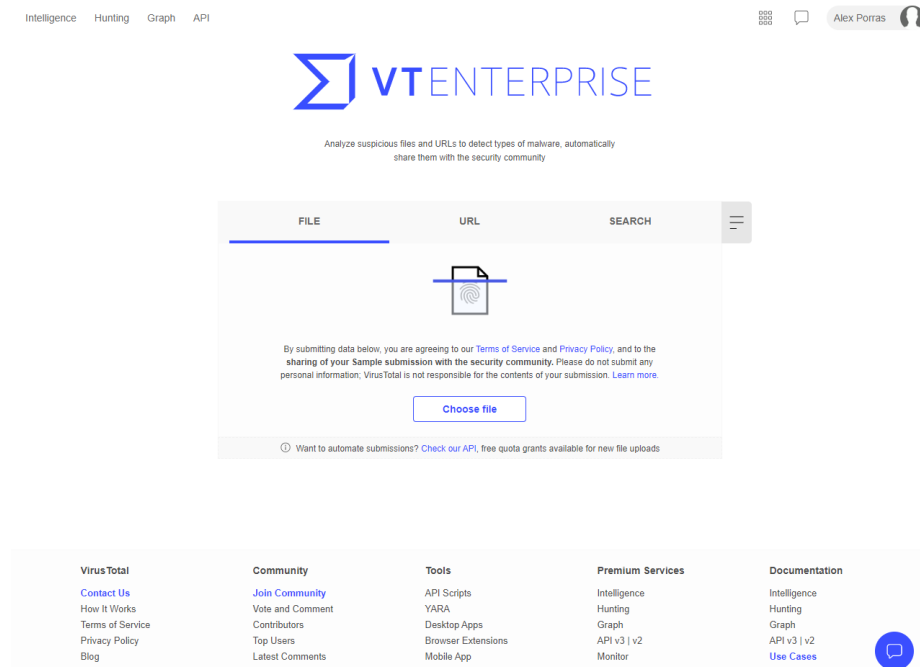 Intelligence Hunting Graph API Alex Porras
VTENTERPRISE
Analyze suspicious files and URLs to detect types of malware, automatically
share them with the security community
FILE URL SEARCH
By submitting data below, you are agreeing to our Terms of Service and Privacy Policy, and to the
sharing of your Sample submission with the security community. Please do not submit any
personal information; VirusTotal is not responsible for the contents of your submission. Learn more.
Choose file
Want to automate submissions? Check our API, free quota grants available for new file uploads
VirusTotal Community Tools Premium Services Documentation
Contact Us Join Community API Scripts Intelligence Intelligence
How It Works Vote and Comment YARA Hunting Hunting
Terms of Service Contributors Desktop Apps Graph Graph
Privacy Policy Top Users Browser Extensions API v3 | v2 API v3 | v2
Blog Latest Comments Mobile App Monitor Use Cases